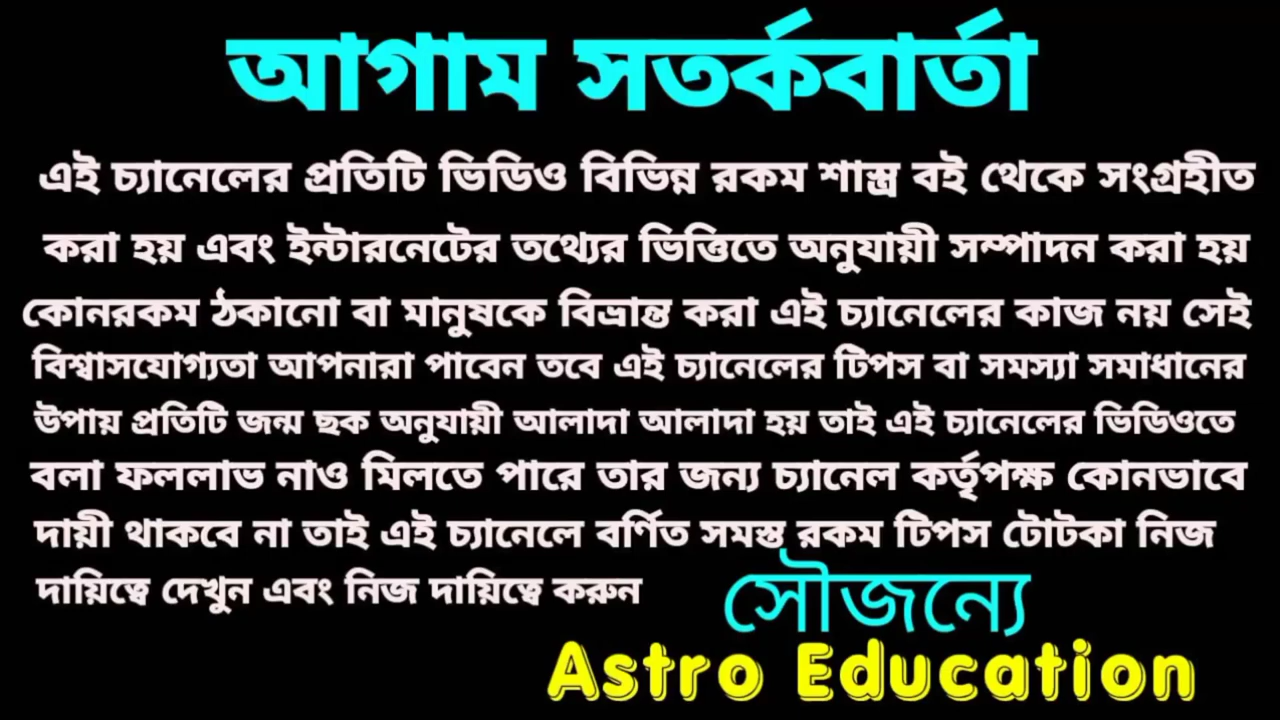 আগাম সতর্কবার্তা
এই চ্যানেলের প্রতিটি ভিডিও বিভিন্ন রকম শাস্ত্র বই থেকে সংগ্রহীত
করা হয় এবং ইন্টারনেটের তথ্যের ভিত্তিতে অনুযায়ী সম্পাদন করা হয়
কোনরকম ঠকানো বা মানুষকে বিভ্রান্ত করা এই চ্যানেলের কাজ নয় সেই
বিশ্বাসযোগ্যতা আপনারা পাবেন তবে এই চ্যানেলের টিপস বা সমস্যা সমাধানের
উপায় প্রতিটি জন্ম ছক অনুযায়ী আলাদা আলাদা হয় তাই এই চ্যানেলের ভিডিওতে
বলা ফললাভ নাও মিলতে পারে তার জন্য চ্যানেল কর্তৃপক্ষ কোনভাবে
দায়ী থাকবে না তাই এই চ্যানেলে বর্ণিত সমস্ত রকম টিপস টোটকা নিজ
দায়িত্বে দেখুন এবং নিজ দায়িত্বে করুন
সৌজন্যে
Astro Education